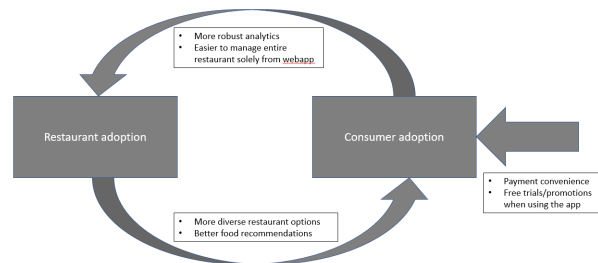 • More robust analytics
• Easier to manage entire
restaurant solely from webapp
Restaurant adoption
Consumer adoption
• Payment convenience
• Free trials/promotions
when using the app
• More diverse restaurant options
• Better food recommendations